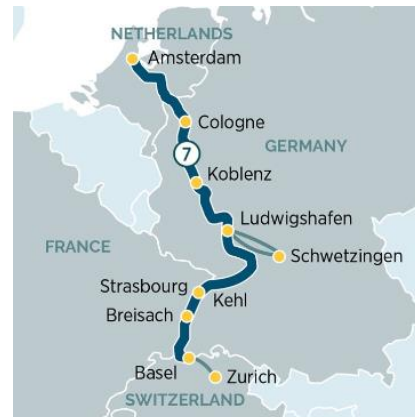 NETHERLANDS
Amsterdam
Cologne
7
GERMANY
Koblenz
Ludwigshafen
FRANCE
Schwetzingen
Strasbourg
Kehl
Breisach
Basel
Zurich
SWITZERLAND